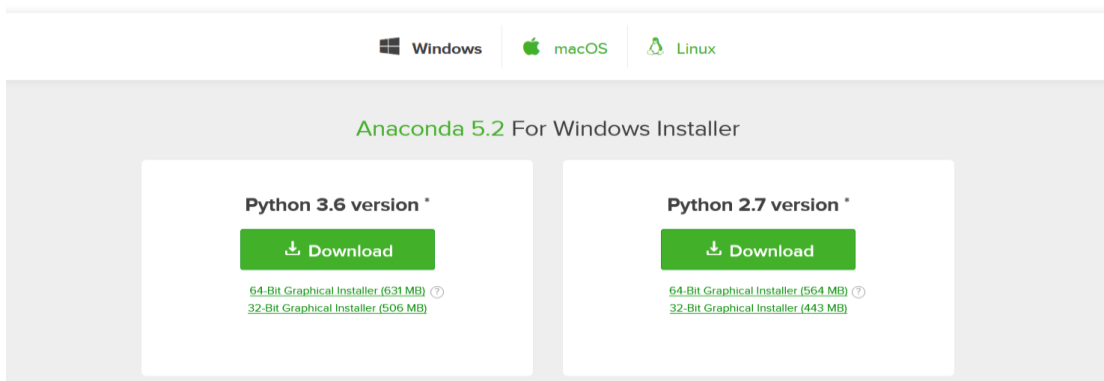 Windows macOS Linux
Anaconda 5.2 For Windows Installer
Python 3.6 version *
Download
64-Bit Graphical Installer (631 MB) ?
32-Bit Graphical Installer (506 MB)
Python 2.7 version *
Download
64-Bit Graphical Installer (564 MB) ?
32-Bit Graphical Installer (443 MB)